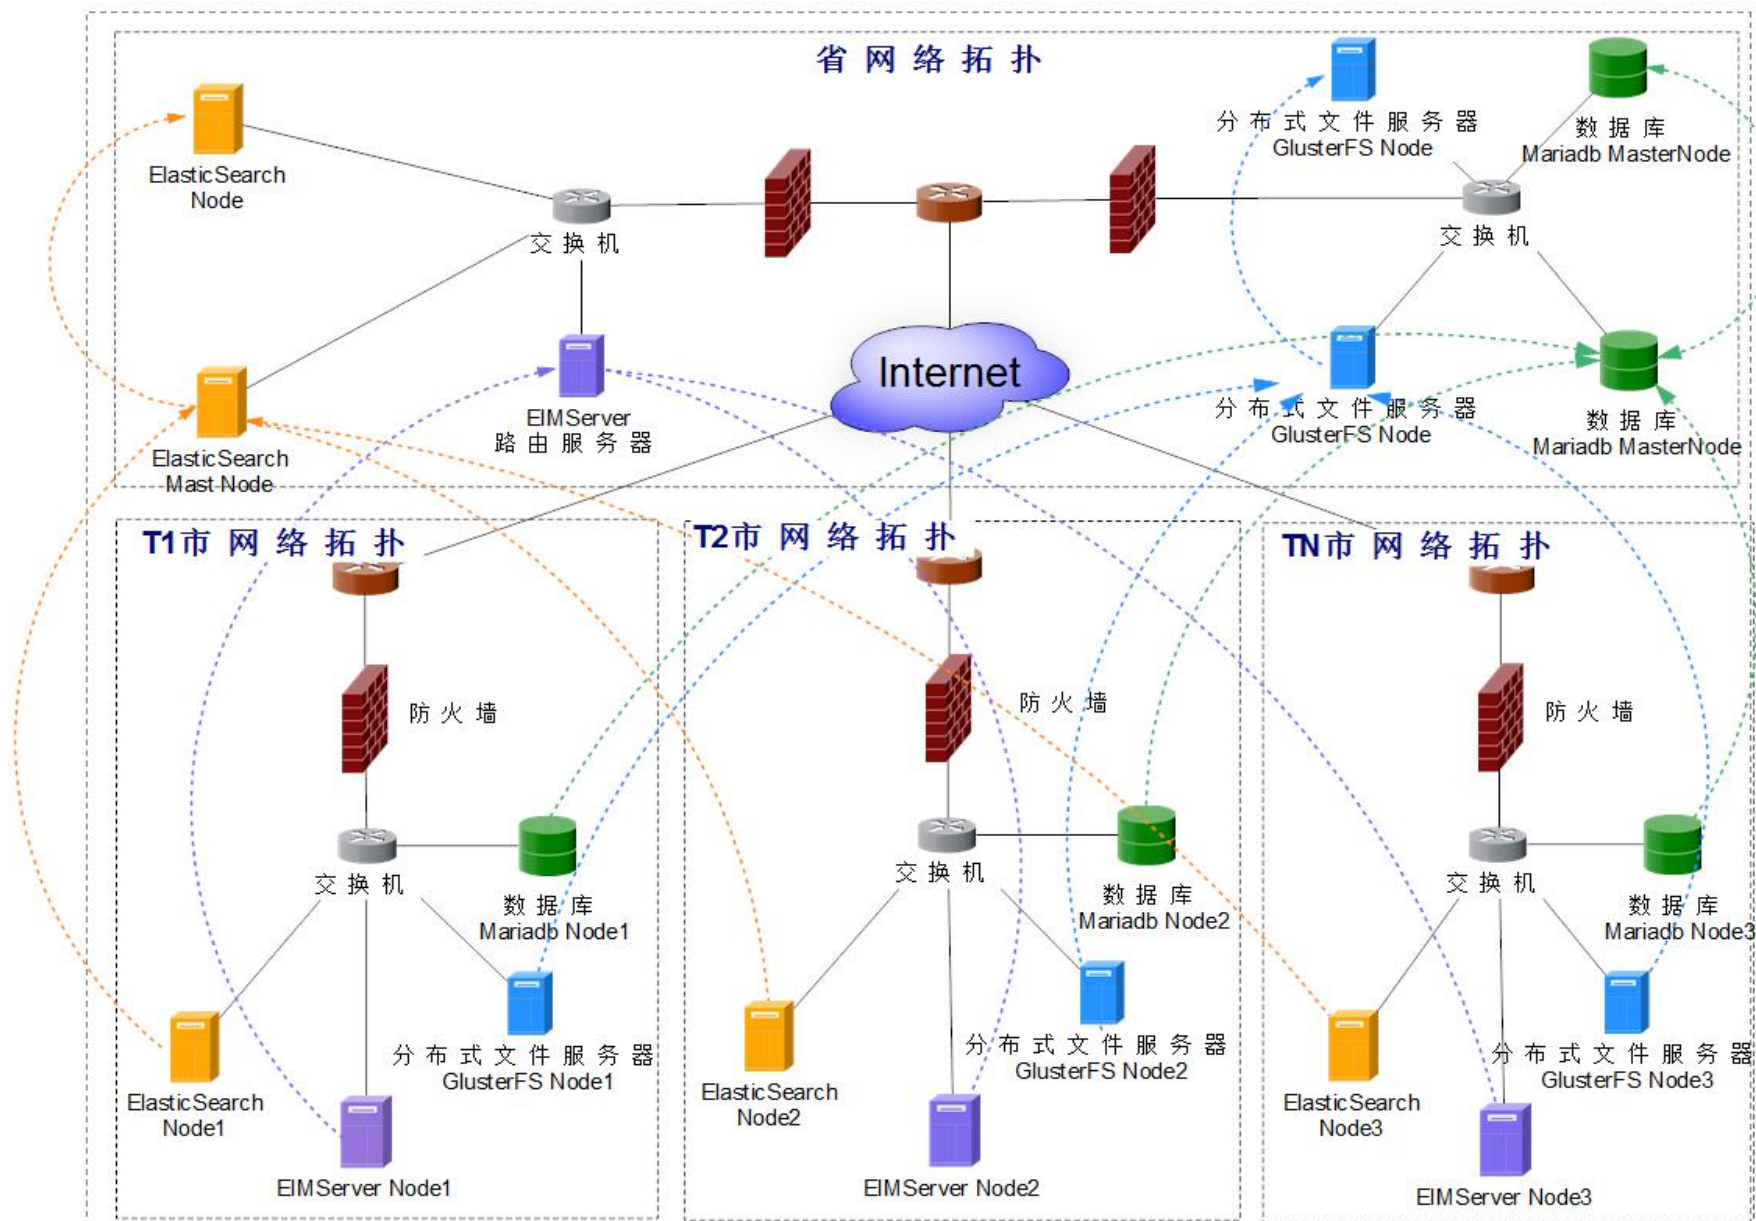 省网络拓扑
分布式文件服务器
GlusterFS Node
数据库
Mariadb MasterNode
ElasticSearch
Node
交换机
交换机
Internet
EIMServer
路由服务器
分布式文件服务器
GlusterFS Node
数据库
Mariadb MasterNode
ElasticSearch
Mast Node
T1市网络拓扑
防火墙
交换机
数据库
Mariadb Node1
分布式文件服务器
GlusterFS Node1
ElasticSearch
Node1
EIMServer Node1
T2市网络拓扑
防火墙
交换机
数据库
Mariadb Node2
分布式文件服务器
GlusterFS Node2
ElasticSearch
Node2
EIMServer Node2
TN市网络拓扑
防火墙
交换机
数据库
Mariadb Node3
分布式文件服务器
GlusterFS Node3
ElasticSearch
Node3
EIMServer Node3